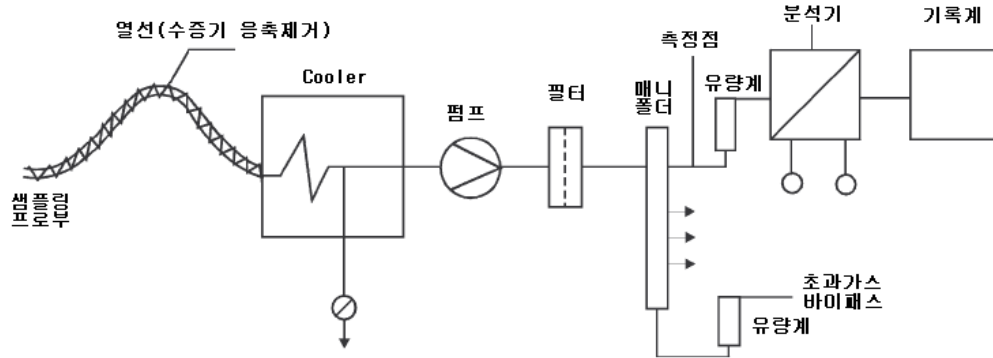 열선(수증기 응축제거)
Cooler
샘플링
프로부
펌프
필터
매니
폴더
측정점
유량계
분석기
기록계
초과가스
바이패스
유량계